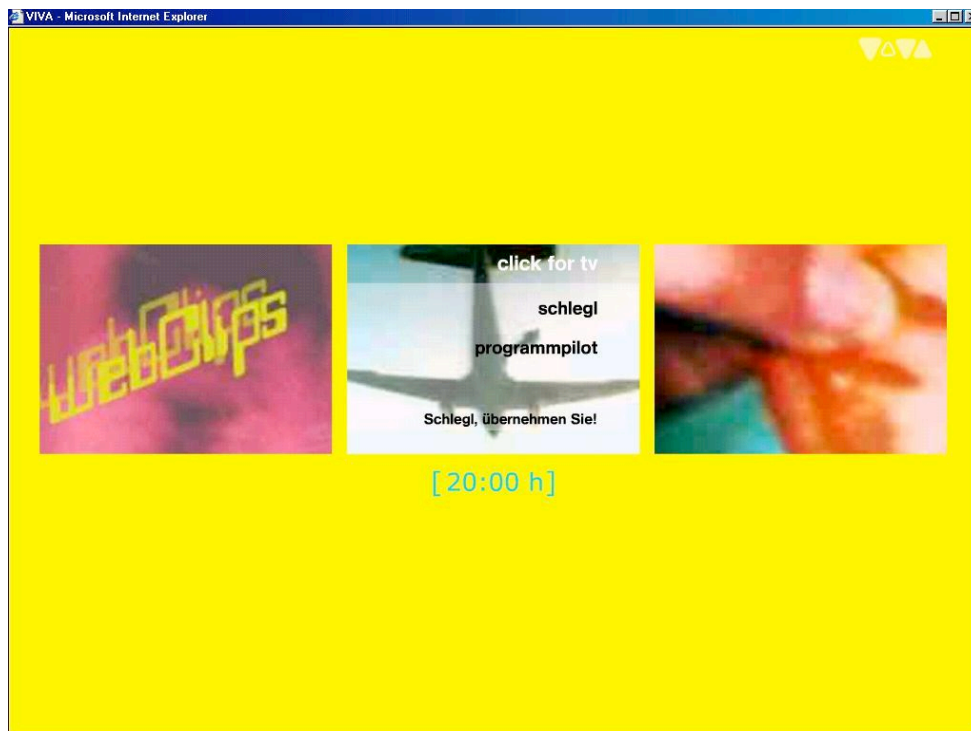 VIVA - Microsoft Internet Explorer
VIVA
webclips
click for tv
schlegl
programmpilot
Schlegl, übernehmen Sie!
[ 20:00 h]